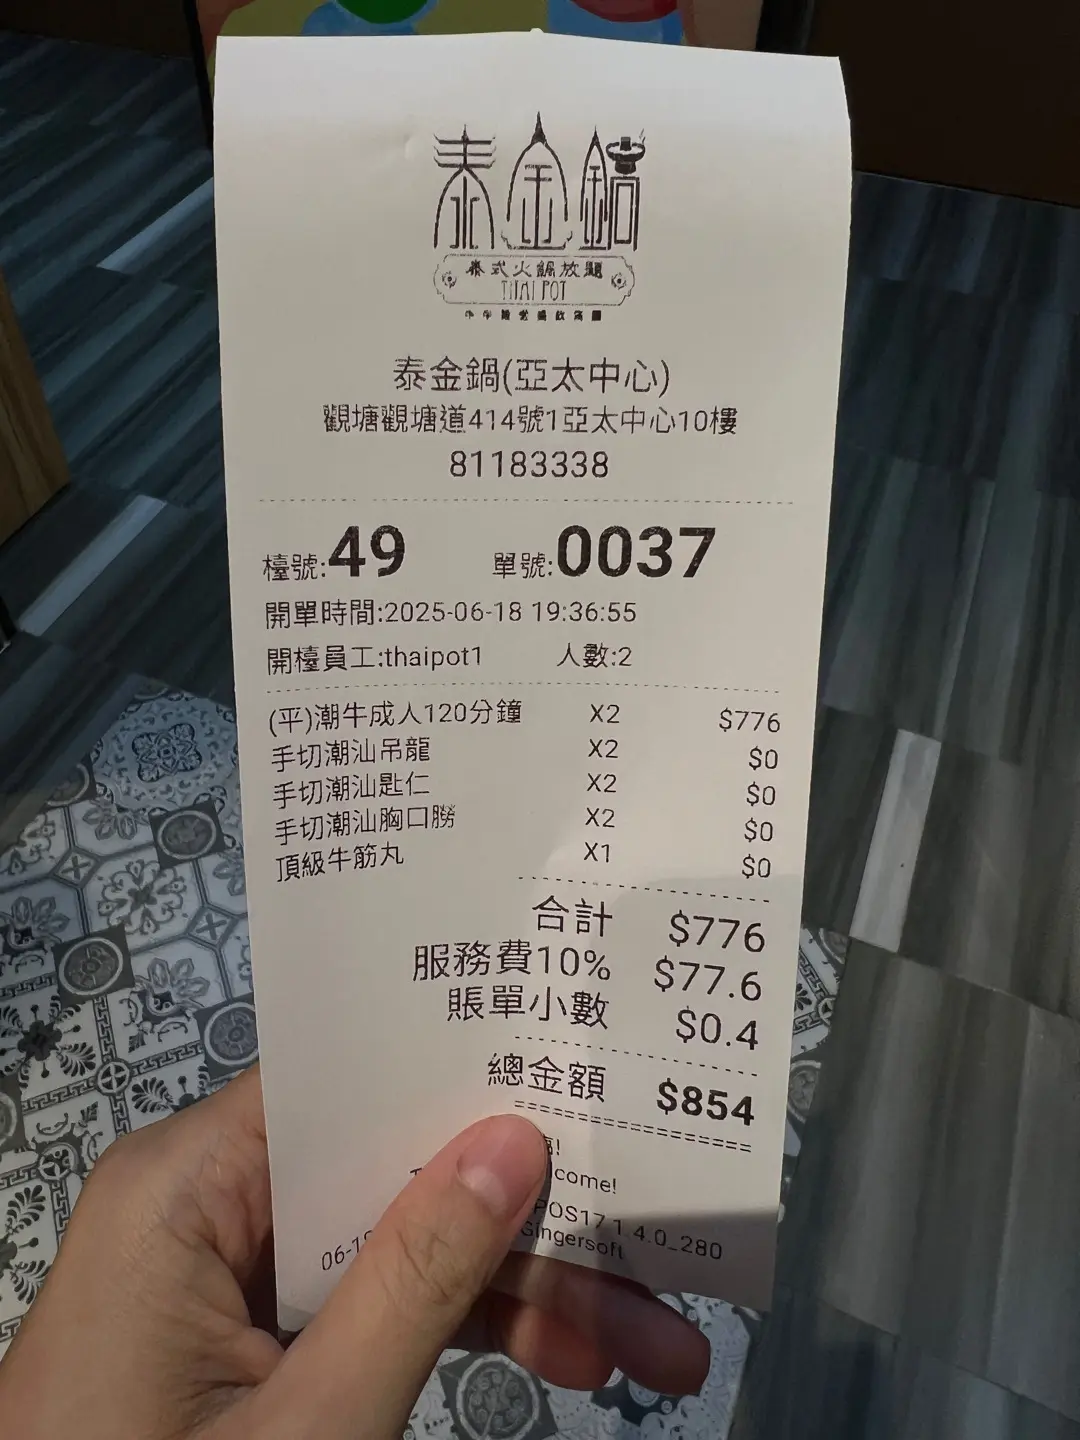 泰金鍋
泰式火鍋放題
THAI POT
泰金鍋(亞太中心)
觀塘觀塘道414號1亞太中心10樓
81183338
檯號:49 單號:0037
開單時間:2025-06-18 19:36:55
開檯員工:thaipot1 人數:2
(平)潮牛成人120分鐘 X2 $776
手切潮汕吊龍 X2 $0
手切潮汕匙仁 X2 $0
手切潮汕胸口朥 X2 $0
頂級牛筋丸 X1 $0
合計 $776
服務費10% $77.6
賬單小數 $0.4
總金額 $854
!
come!
POS17.1.4.0_280
06-1
Gingersoft